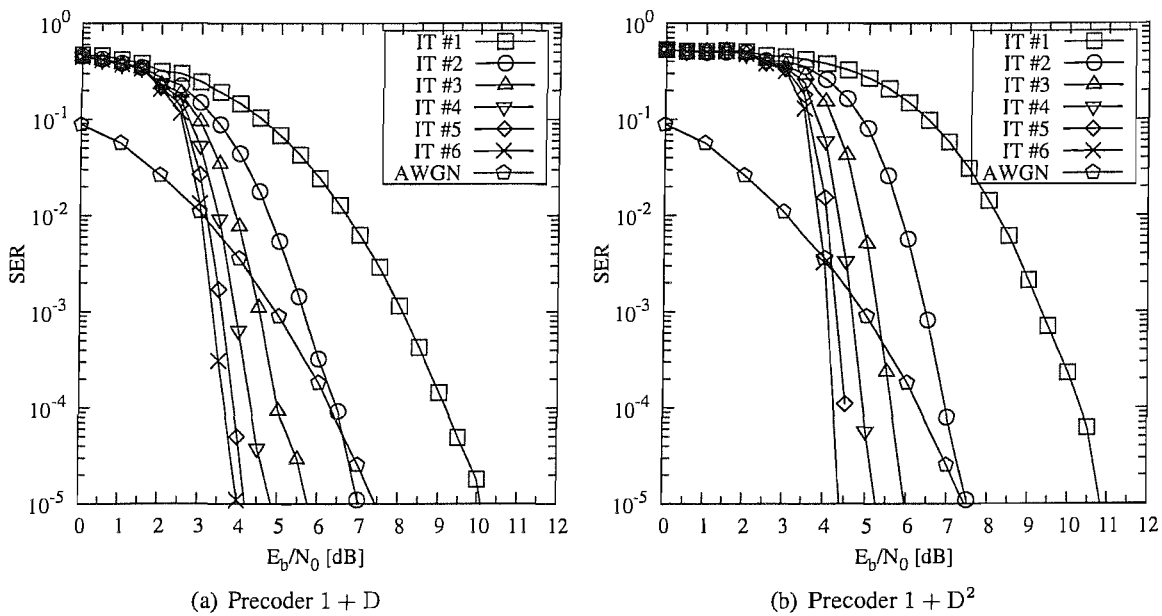 10^0
10^-1
10^-2
10^-3
10^-4
10^-5
SER
IT #1
IT #2
IT #3
IT #4
IT #5
IT #6
AWGN
0 1 2 3 4 5 6 7 8 9 10 11 12
E_b/N_0 [dB]
(a) Precoder 1 + D
10^0
10^-1
10^-2
10^-3
10^-4
10^-5
SER
IT #1
IT #2
IT #3
IT #4
IT #5
IT #6
AWGN
0 1 2 3 4 5 6 7 8 9 10 11 12
E_b/N_0 [dB]
(b) Precoder 1 + D^2